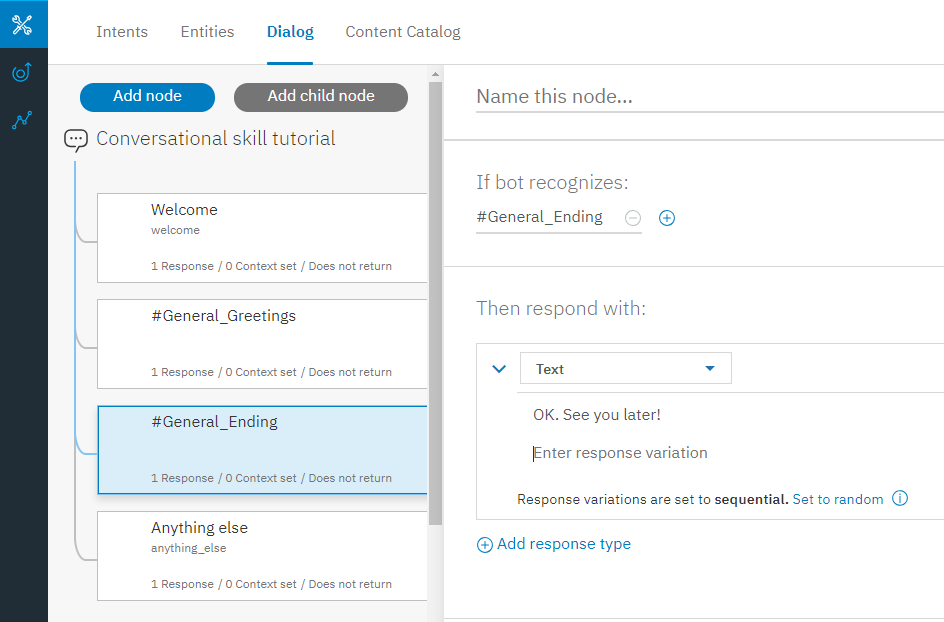 Intents Entities Dialog Content Catalog
Add node Add child node
Conversational skill tutorial
Welcome
welcome
1 Response / 0 Context set / Does not return
#General_Greetings
1 Response / 0 Context set / Does not return
#General_Ending
1 Response / 0 Context set / Does not return
Anything else
anything_else
1 Response / 0 Context set / Does not return
Name this node...
If bot recognizes:
#General_Ending
Then respond with:
Text
OK. See you later!
Enter response variation
Response variations are set to sequential. Set to random
Add response type